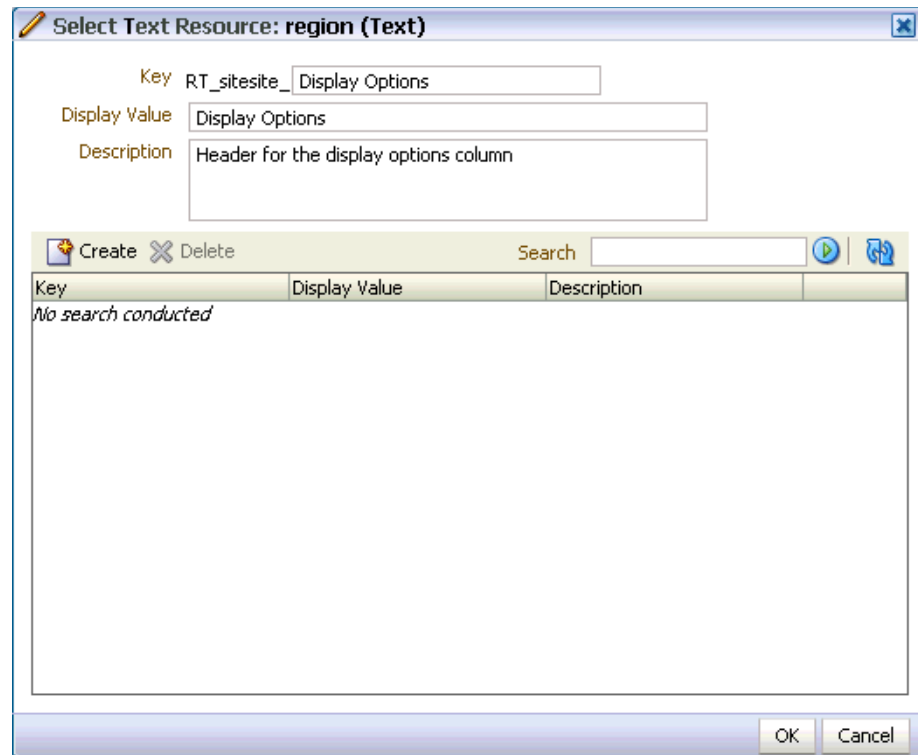 Select Text Resource: region (Text)
Key RT_sitesite_ Display Options
Display Value Display Options
Description Header for the display options column
Create Delete Search
Key Display Value Description
No search conducted
OK Cancel